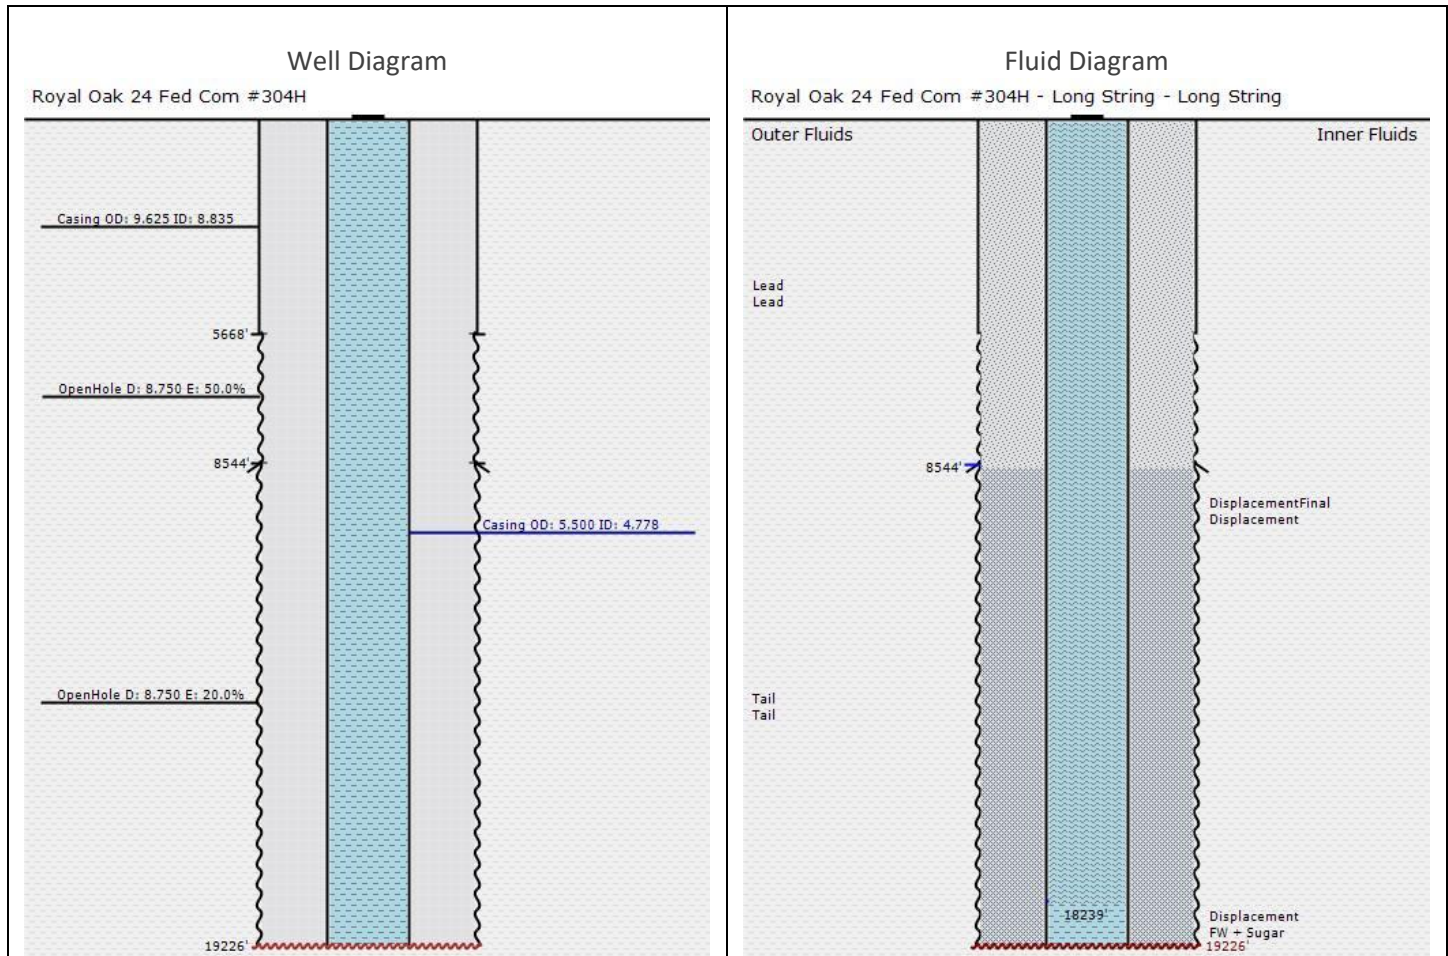 Well Diagram
Royal Oak 24 Fed Com #304H
Casing OD: 9.625 ID: 8.835
5668'
OpenHole D: 8.750 E: 50.0%
8544'
Casing OD: 5.500 ID: 4.778
OpenHole D: 8.750 E: 20.0%
19226'
Fluid Diagram
Royal Oak 24 Fed Com #304H - Long String - Long String
Outer Fluids
Inner Fluids
Lead
Lead
8544'
DisplacementFinal
Displacement
Tail
Tail
18239'
Displacement
FW + Sugar
19226'